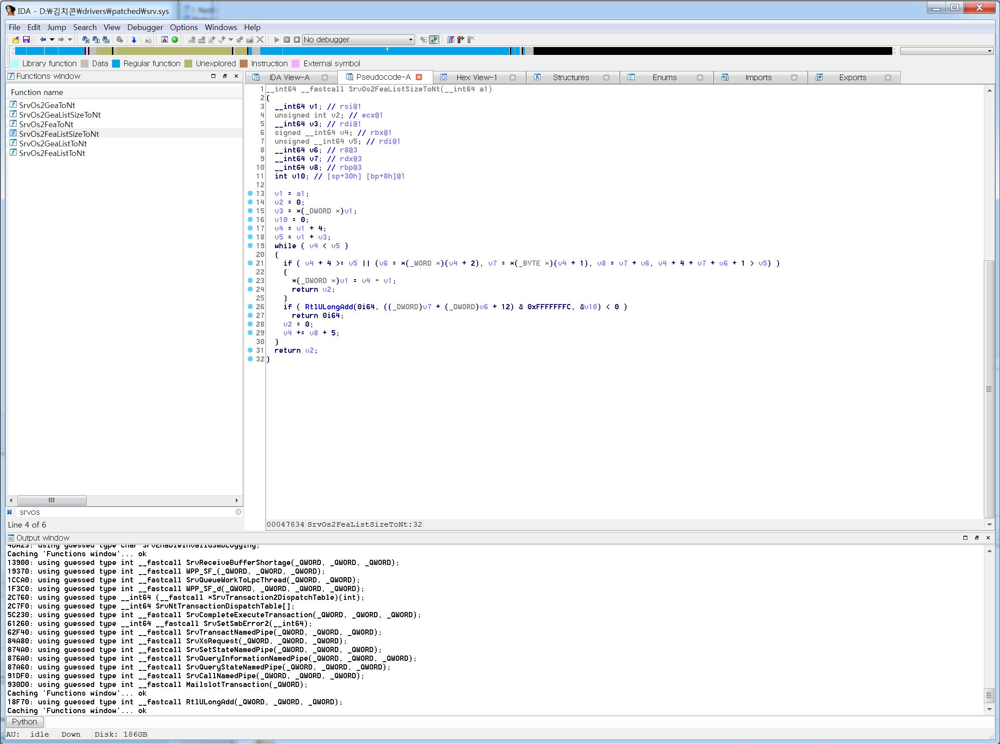 IDA - D:₩김치콘₩drivers₩patched₩srv.sys
File Edit Jump Search View Debugger Options Windows Help
No debugger
Library function Data Regular function Unexplored Instruction External symbol
Functions window
IDA View-A Pseudocode-A Hex View-1 Structures Enums Imports Exports
Function name
SrvOs2GeaToNt
SrvOs2GeaListSizeToNt
SrvOs2FeaToNt
SrvOs2FeaListSizeToNt
SrvOs2GeaListToNt
SrvOs2FeaListToNt
srvos
Line 4 of 6
1 __int64 __fastcall SrvOs2FeaListSizeToNt(__int64 a1)
2 {
3 __int64 v1; // rsi@1
4 unsigned int v2; // ecx@1
5 __int64 v3; // rdi@1
6 signed __int64 v4; // rbx@1
7 unsigned __int64 v5; // rdi@1
8 __int64 v6; // r8@3
9 __int64 v7; // rdx@3
10 __int64 v8; // rbp@3
11 int v10; // [sp+30h] [bp+8h]@1
12
13 v1 = a1;
14 v2 = 0;
15 v3 = *(_DWORD *)v1;
16 v10 = 0;
17 v4 = v1 + 4;
18 v5 = v1 + v3;
19 while ( v4 < v5 )
20 {
21 if ( v4 + 4 >= v5 || (v6 = *(_WORD *)(v4 + 2), v7 = *(_BYTE *)(v4 + 1), v8 = v7 + v6, v4 + 4 + v7 + v6 + 1 > v5) )
22 {
23 *(_DWORD *)v1 = v4 - v1;
24 return v2;
25 }
26 if ( RtlULongAdd(0i64, ((_DWORD)v7 + (_DWORD)v6 + 12) & 0xFFFFFFFC, &v10) < 0 )
27 return 0i64;
28 v2 = 0;
29 v4 += v8 + 5;
30 }
31 return v2;
32 }
00047834 SrvOs2FeaListSizeToNt:32
Output window
4DA23: using guessed type char SrvEnableInvalidSmbLogging;
Caching 'Functions window'... ok
13900: using guessed type int __fastcall SrvReceiveBufferShortage(_QWORD, _QWORD, _QWORD);
19370: using guessed type int __fastcall WPP_SF_(_QWORD, _QWORD, _QWORD);
1CCA0: using guessed type int __fastcall SrvQueueWorkToLpcThread(_QWORD, _QWORD);
1F3C0: using guessed type int __fastcall WPP_SF_d(_QWORD, _QWORD, _QWORD, _QWORD);
2C760: using guessed type __int64 (__fastcall *SrvTransaction2DispatchTable)(int);
2C7F0: using guessed type __int64 SrvNtTransactionDispatchTable[];
5C230: using guessed type int __fastcall SrvCompleteExecuteTransaction(_QWORD, _QWORD, _QWORD);
61260: using guessed type __int64 __fastcall SrvSetSmbError2(__int64);
62F40: using guessed type int __fastcall SrvTransactNamedPipe(_QWORD, _QWORD, _QWORD);
84A80: using guessed type int __fastcall SrvXsRequest(_QWORD, _QWORD, _QWORD);
874A0: using guessed type int __fastcall SrvSetStateNamedPipe(_QWORD, _QWORD, _QWORD);
876A0: using guessed type int __fastcall SrvQueryInformationNamedPipe(_QWORD, _QWORD, _QWORD);
87A60: using guessed type int __fastcall SrvQueryStateNamedPipe(_QWORD, _QWORD, _QWORD);
91DF0: using guessed type int __fastcall SrvCallNamedPipe(_QWORD, _QWORD, _QWORD);
930D0: using guessed type int __fastcall MailslotTransaction(_QWORD);
Caching 'Functions window'... ok
18F70: using guessed type int __fastcall RtlULongAdd(_QWORD, _QWORD, _QWORD);
Caching 'Functions window'... ok
Python
AU: idle Down Disk: 186GB